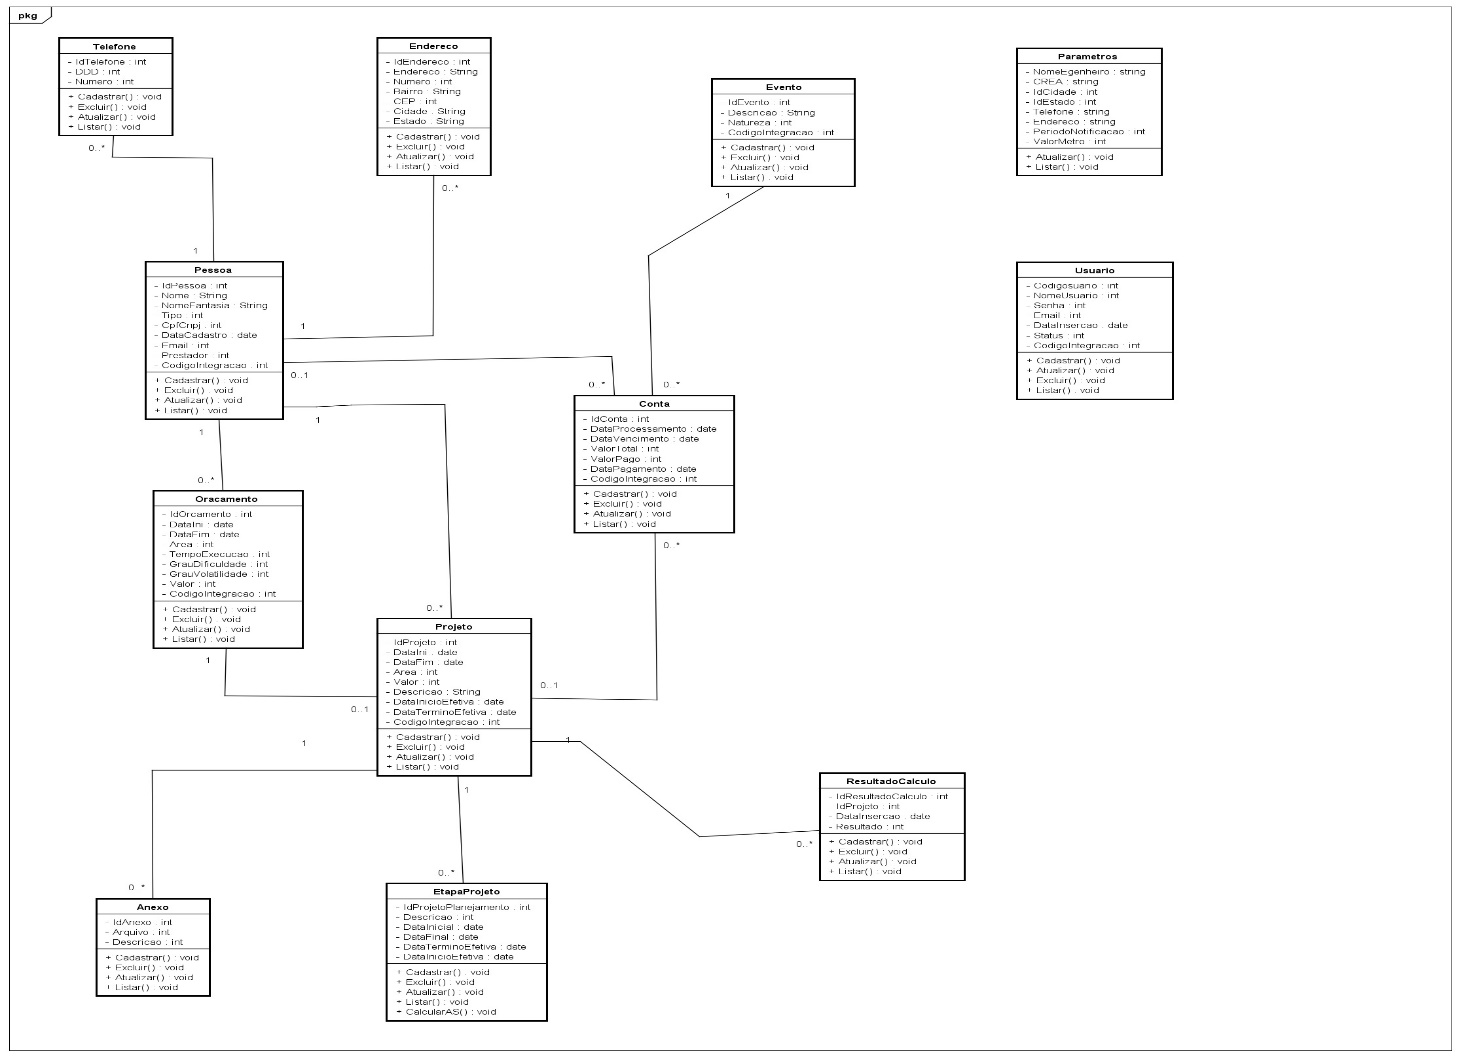 pkg
Telefone
- IdTelefone : int
- DDD : int
- Numero : int
+ Cadastrar() : void
+ Excluir() : void
+ Atualizar() : void
+ Listar() : void
0..*
1
Endereco
- IdEndereco : int
- Endereco : String
- Numero : int
- Bairro : String
CEP : int
- Cidade : String
- Estado : String
+ Cadastrar() : void
+ Excluir() : void
+ Atualizar() : void
+ Listar() : void
0..*
1
Evento
IdEvento : int
- Descricao : String
- Natureza : int
- CodigoIntegracao : int
+ Cadastrar() : void
+ Excluir() : void
+ Atualizar() : void
+ Listar() : void
1
0..*
Parametros
- NomeEgenheiro : string
- CREA : string
- IdCidade : int
- IdEstado : int
- Telefone : string
- Endereco : string
- PeriodoNotificacao : int
- ValorMetro : int
+ Atualizar() : void
+ Listar() : void
Pessoa
- IdPessoa : int
- Nome : String
- NomeFantasia : String
Tipo : int
- CpfCnpj : int
- DataCadastro : date
- Email : int
Prestador : int
- CodigoIntegracao : int
+ Cadastrar() : void
+ Excluir() : void
+ Atualizar() : void
+ Listar() : void
0..1
0..*
1
0..*
1
0..*
Usuario
- Codigosuario : int
- NomeUsuario : int
- Senha : int
Email : int
- DataInsercao : date
- Status : int
- CodigoIntegracao : int
+ Cadastrar() : void
+ Atualizar() : void
+ Excluir() : void
+ Listar() : void
Conta
- IdConta : int
- DataProcessamento : date
- DataVencimento : date
- ValorTotal : int
- ValorPago : int
- DataPagamento : date
- CodigoIntegracao : int
+ Cadastrar() : void
+ Excluir() : void
+ Atualizar() : void
+ Listar() : void
0..*
0..1
Oracamento
- IdOrcamento : int
- DataIni : date
- DataFim : date
Area : int
- TempoExecucao : int
- GrauDificuldade : int
- GrauVolatilidade : int
- Valor : int
- CodigoIntegracao : int
+ Cadastrar() : void
+ Excluir() : void
+ Atualizar() : void
+ Listar() : void
1
0..1
Projeto
IdProjeto : int
- DataIni : date
- DataFim : date
- Area : int
- Valor : int
- Descricao : String
- DataInicioEfetiva : date
- DataTerminoEfetiva : date
- CodigoIntegracao : int
+ Cadastrar() : void
+ Excluir() : void
+ Atualizar() : void
+ Listar() : void
1
0..*
1
0..*
1
0..*
ResultadoCalculo
- IdResultadoCalculo : int
IdProjeto : int
- DataInsercao : date
- Resultado : int
+ Cadastrar() : void
+ Excluir() : void
+ Atualizar() : void
+ Listar() : void
Anexo
- IdAnexo : int
- Arquivo : int
- Descricao : int
+ Cadastrar() : void
+ Excluir() : void
+ Atualizar() : void
+ Listar() : void
EtapaProjeto
- IdProjetoPlanejamento : int
- Descricao : int
- DataInicial : date
- DataFinal : date
- DataTerminoEfetiva : date
- DataInicioEfetiva : date
+ Cadastrar() : void
+ Excluir() : void
+ Atualizar() : void
+ Listar() : void
+ CalcularAS() : void